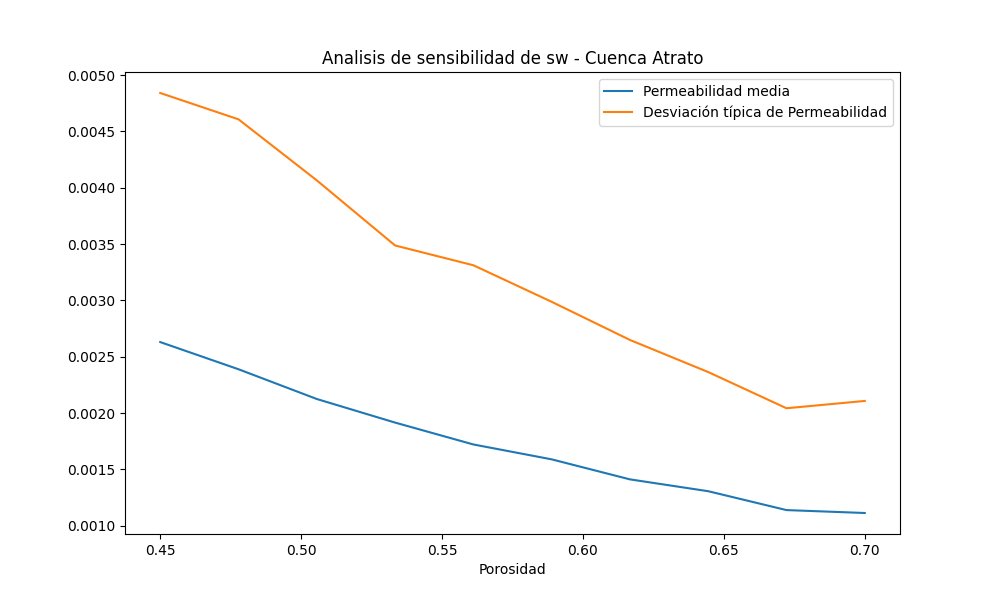 Analisis de sensibilidad de sw - Cuenca Atrato
Permeabilidad media
Desviación típica de Permeabilidad
0.0050
0.0045
0.0040
0.0035
0.0030
0.0025
0.0020
0.0015
0.0010
0.45 0.50 0.55 0.60 0.65 0.70
Porosidad